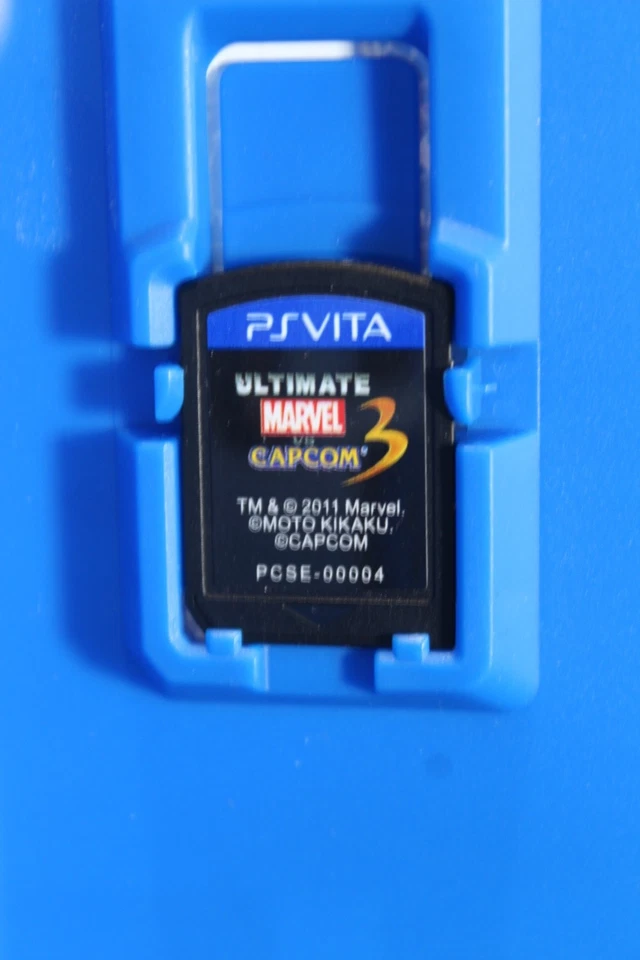 PSVITA
ULTIMATE
MARVEL
VS
CAPCOM 3
TM & © 2011 Marvel.
©MOTO KIKAKU.
©CAPCOM
PCSE-00004